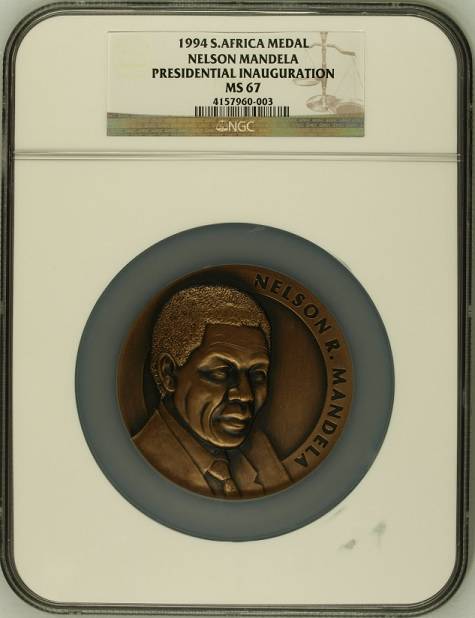 1994 S.AFRICA MEDAL
NELSON MANDELA
PRESIDENTIAL INAUGURATION
MS 67
4157960-003
NGC
NELSON R. MANDELA